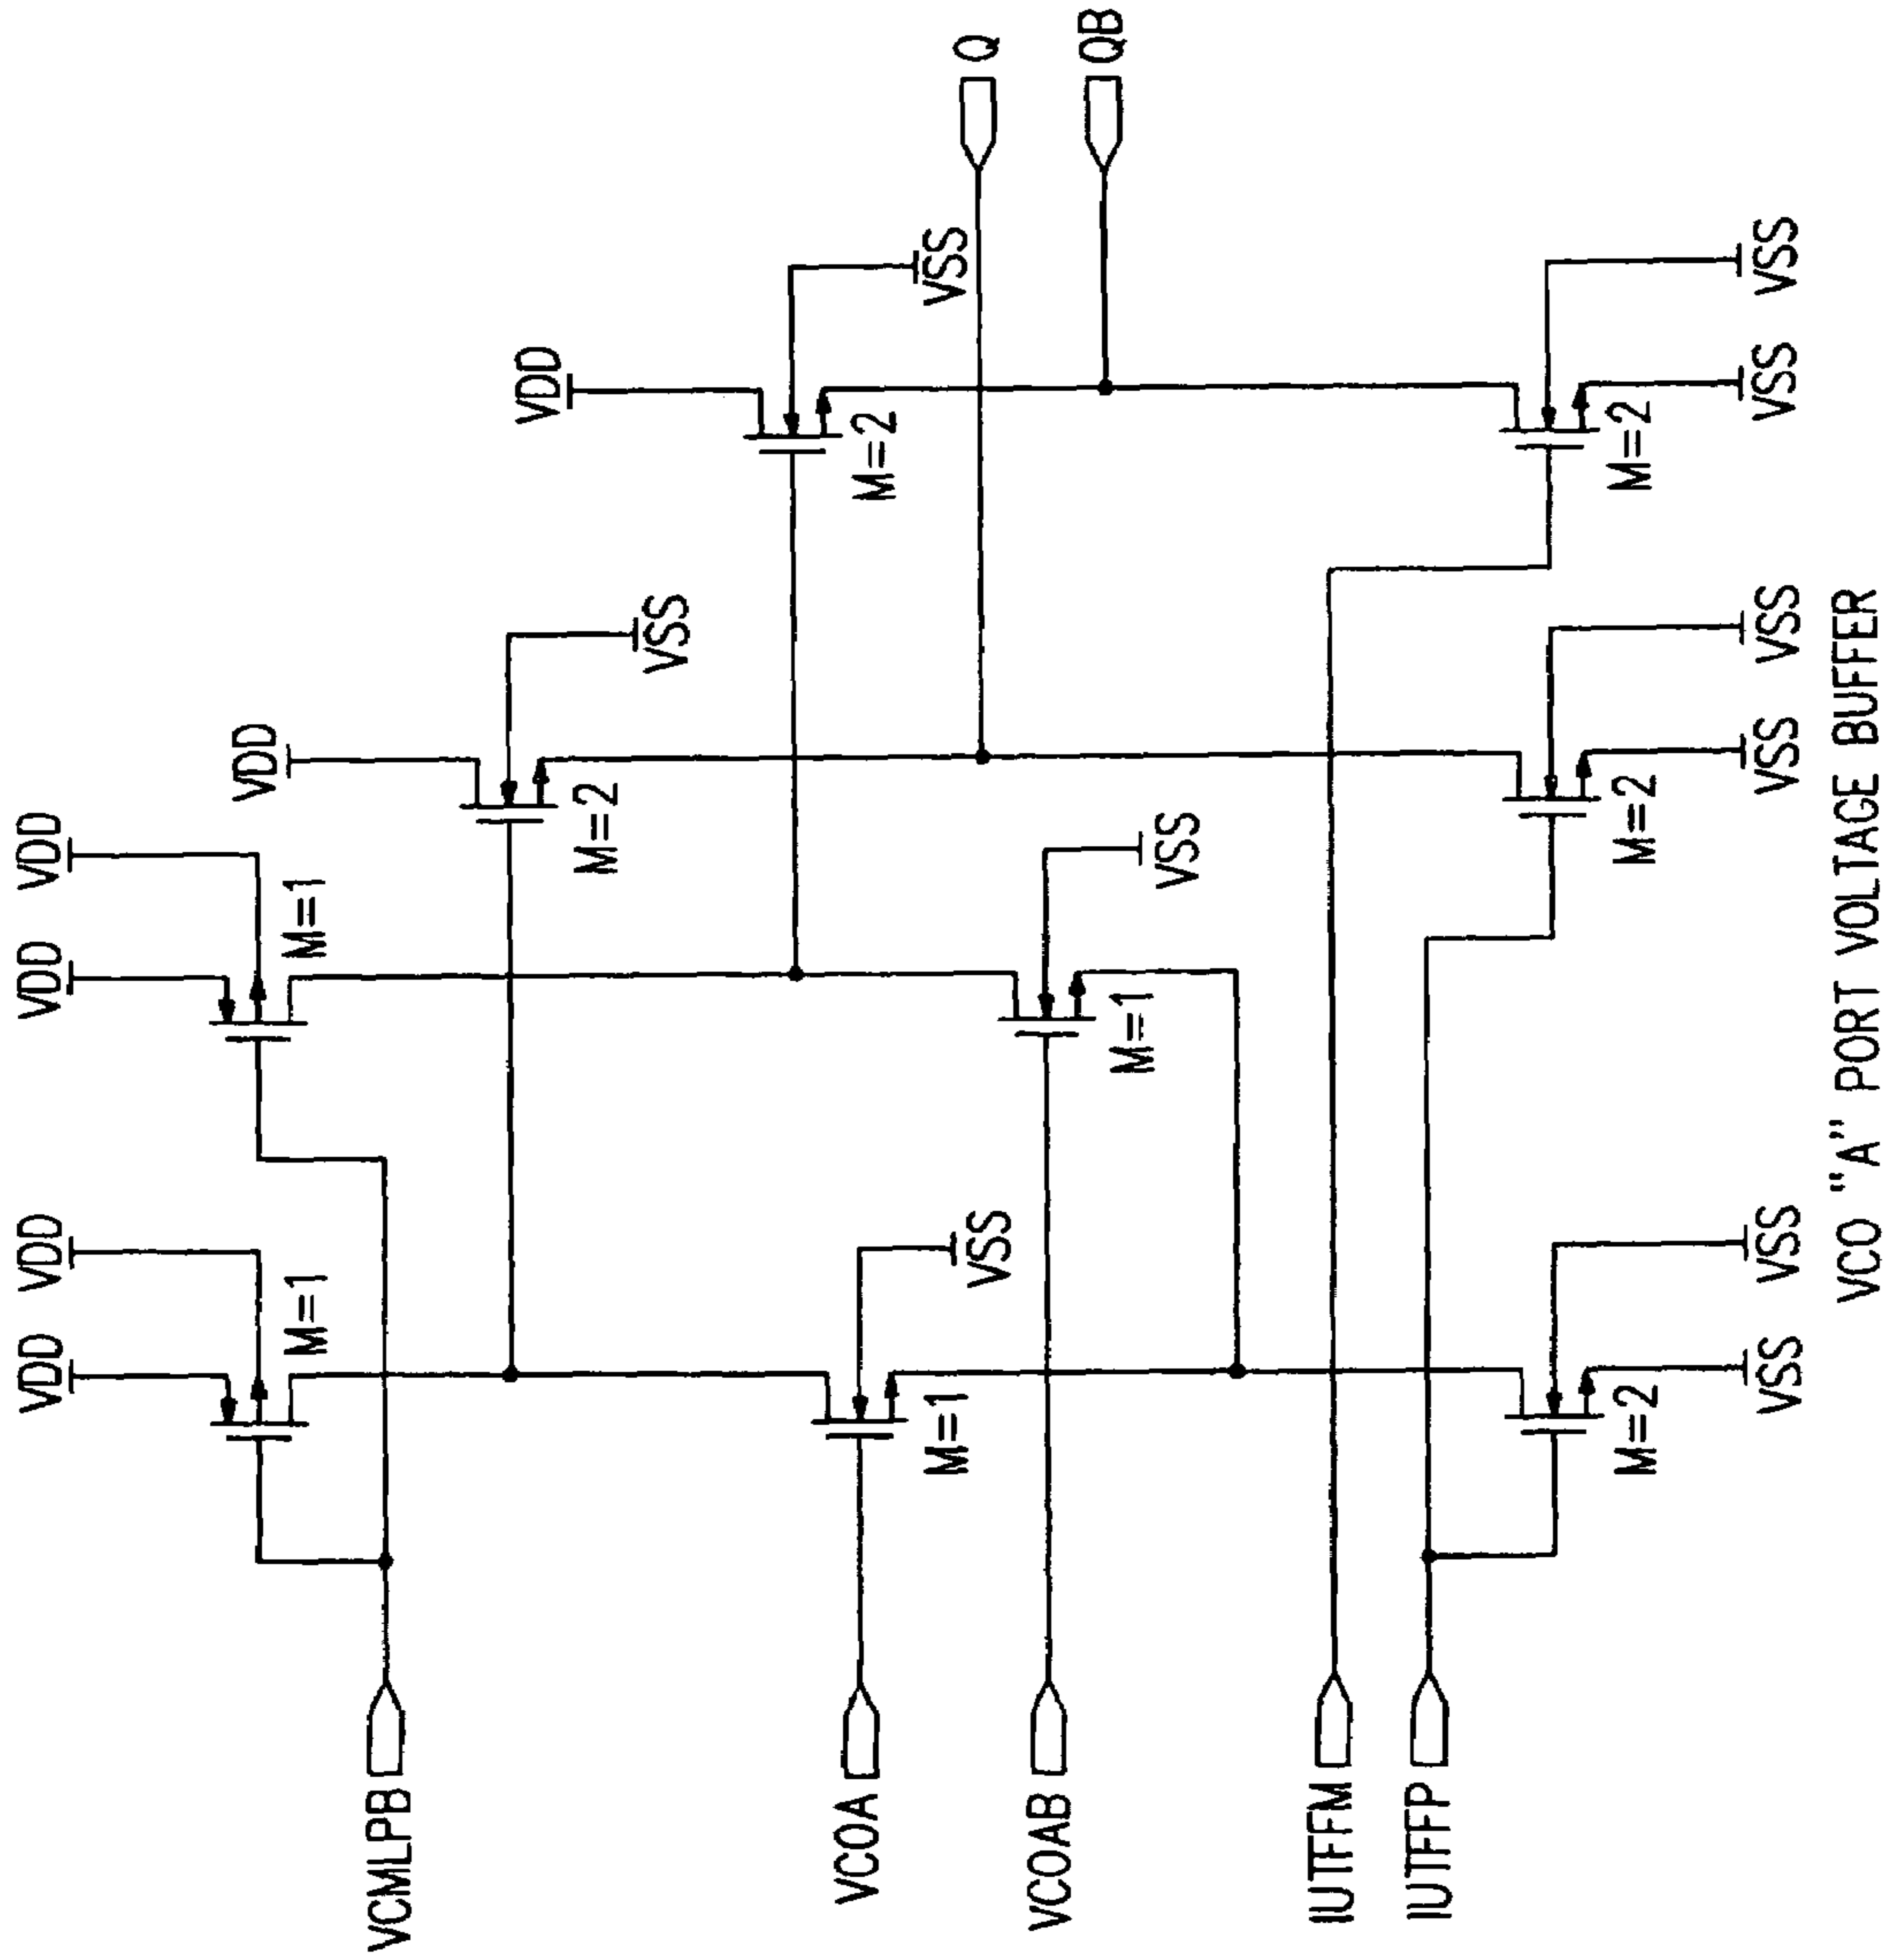 VDD
VDD
VDD
VDD
VDD
M=1
M=1
VCMLPB
VDD
M=2
VSS
VCOA
M=2
M=1
VSS
Q
VSS
VCOAB
QB
M=1
VSS
IUTFFM
IUTFFP
M=2
M=2
M=2
VSS
VSS
VSS
VSS
VSS
VSS
VCO "A" PORT VOLTAGE BUFFER